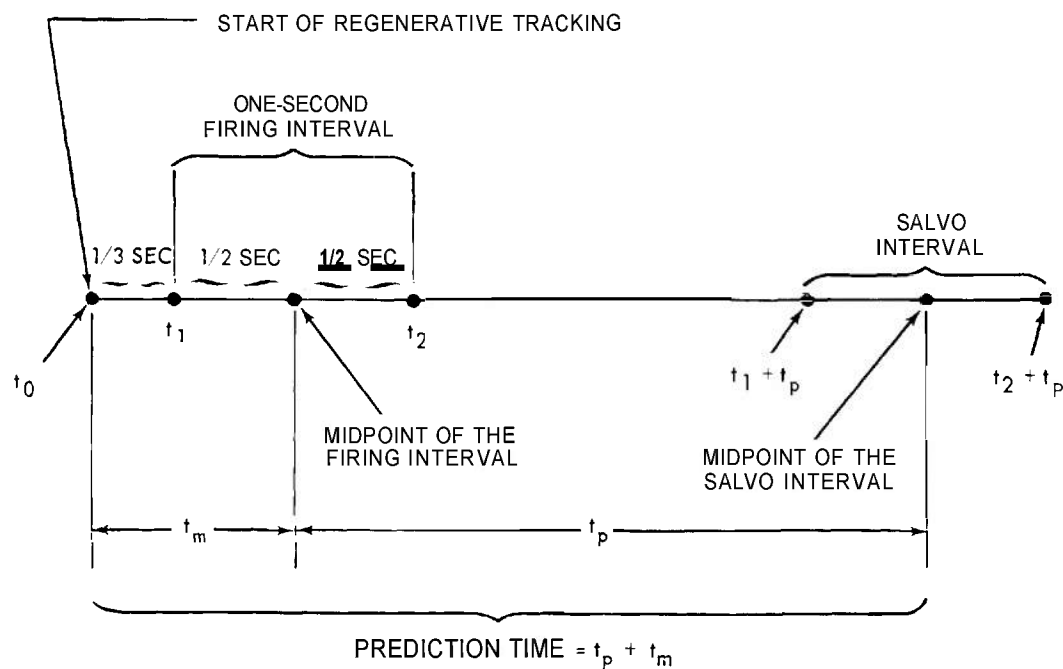 START OF REGENERATIVE TRACKING
ONE-SECOND
FIRING INTERVAL
SALVO
INTERVAL
1/3 SEC
1/2 SEC
1/2 SEC
t0
t1
t2
t1 + tp
t2 + tp
MIDPOINT OF THE
FIRING INTERVAL
MIDPOINT OF THE
SALVO INTERVAL
tm
tp
PREDICTION TIME = tp + tm